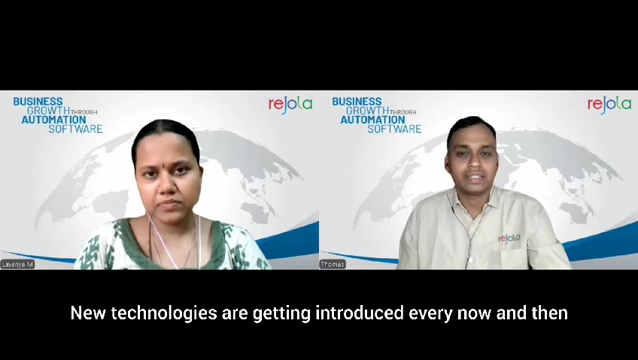 BUSINESS
GROWTH THROUGH
AUTOMATION
SOFTWARE
rejola
BUSINESS
GROWTH THROUGH
AUTOMATION
SOFTWARE
rejola
rejola
Lavanya M
Thomas
New technologies are getting introduced every now and then